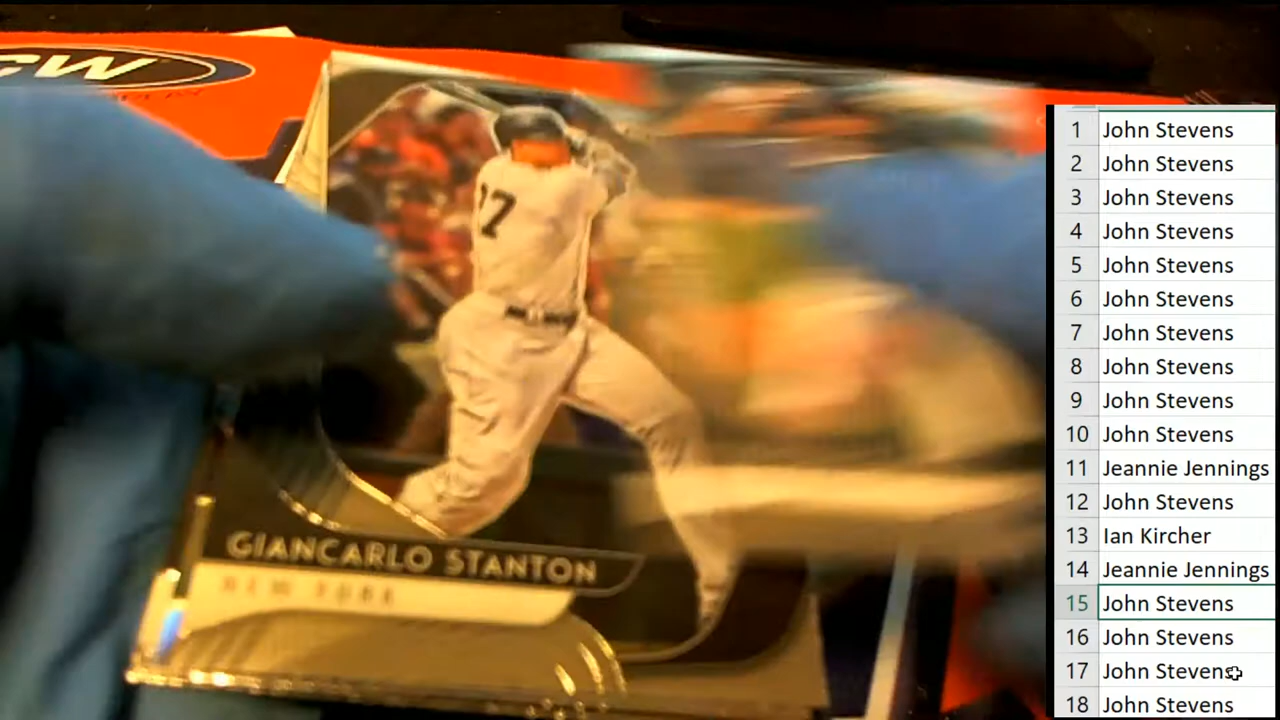 CW
27
GIANCARLO STANTON
NEW YORK
1 John Stevens
2 John Stevens
3 John Stevens
4 John Stevens
5 John Stevens
6 John Stevens
7 John Stevens
8 John Stevens
9 John Stevens
10 John Stevens
11 Jeannie Jennings
12 John Stevens
13 Ian Kircher
14 Jeannie Jennings
15 John Stevens
16 John Stevens
17 John Stevens
18 John Stevens